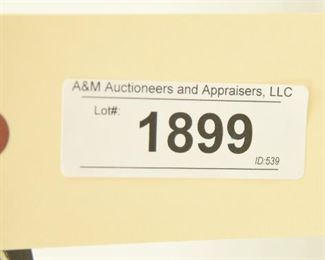 A&M Auctioneers and Appraisers, LLC
Lot#:
1899
ID:539